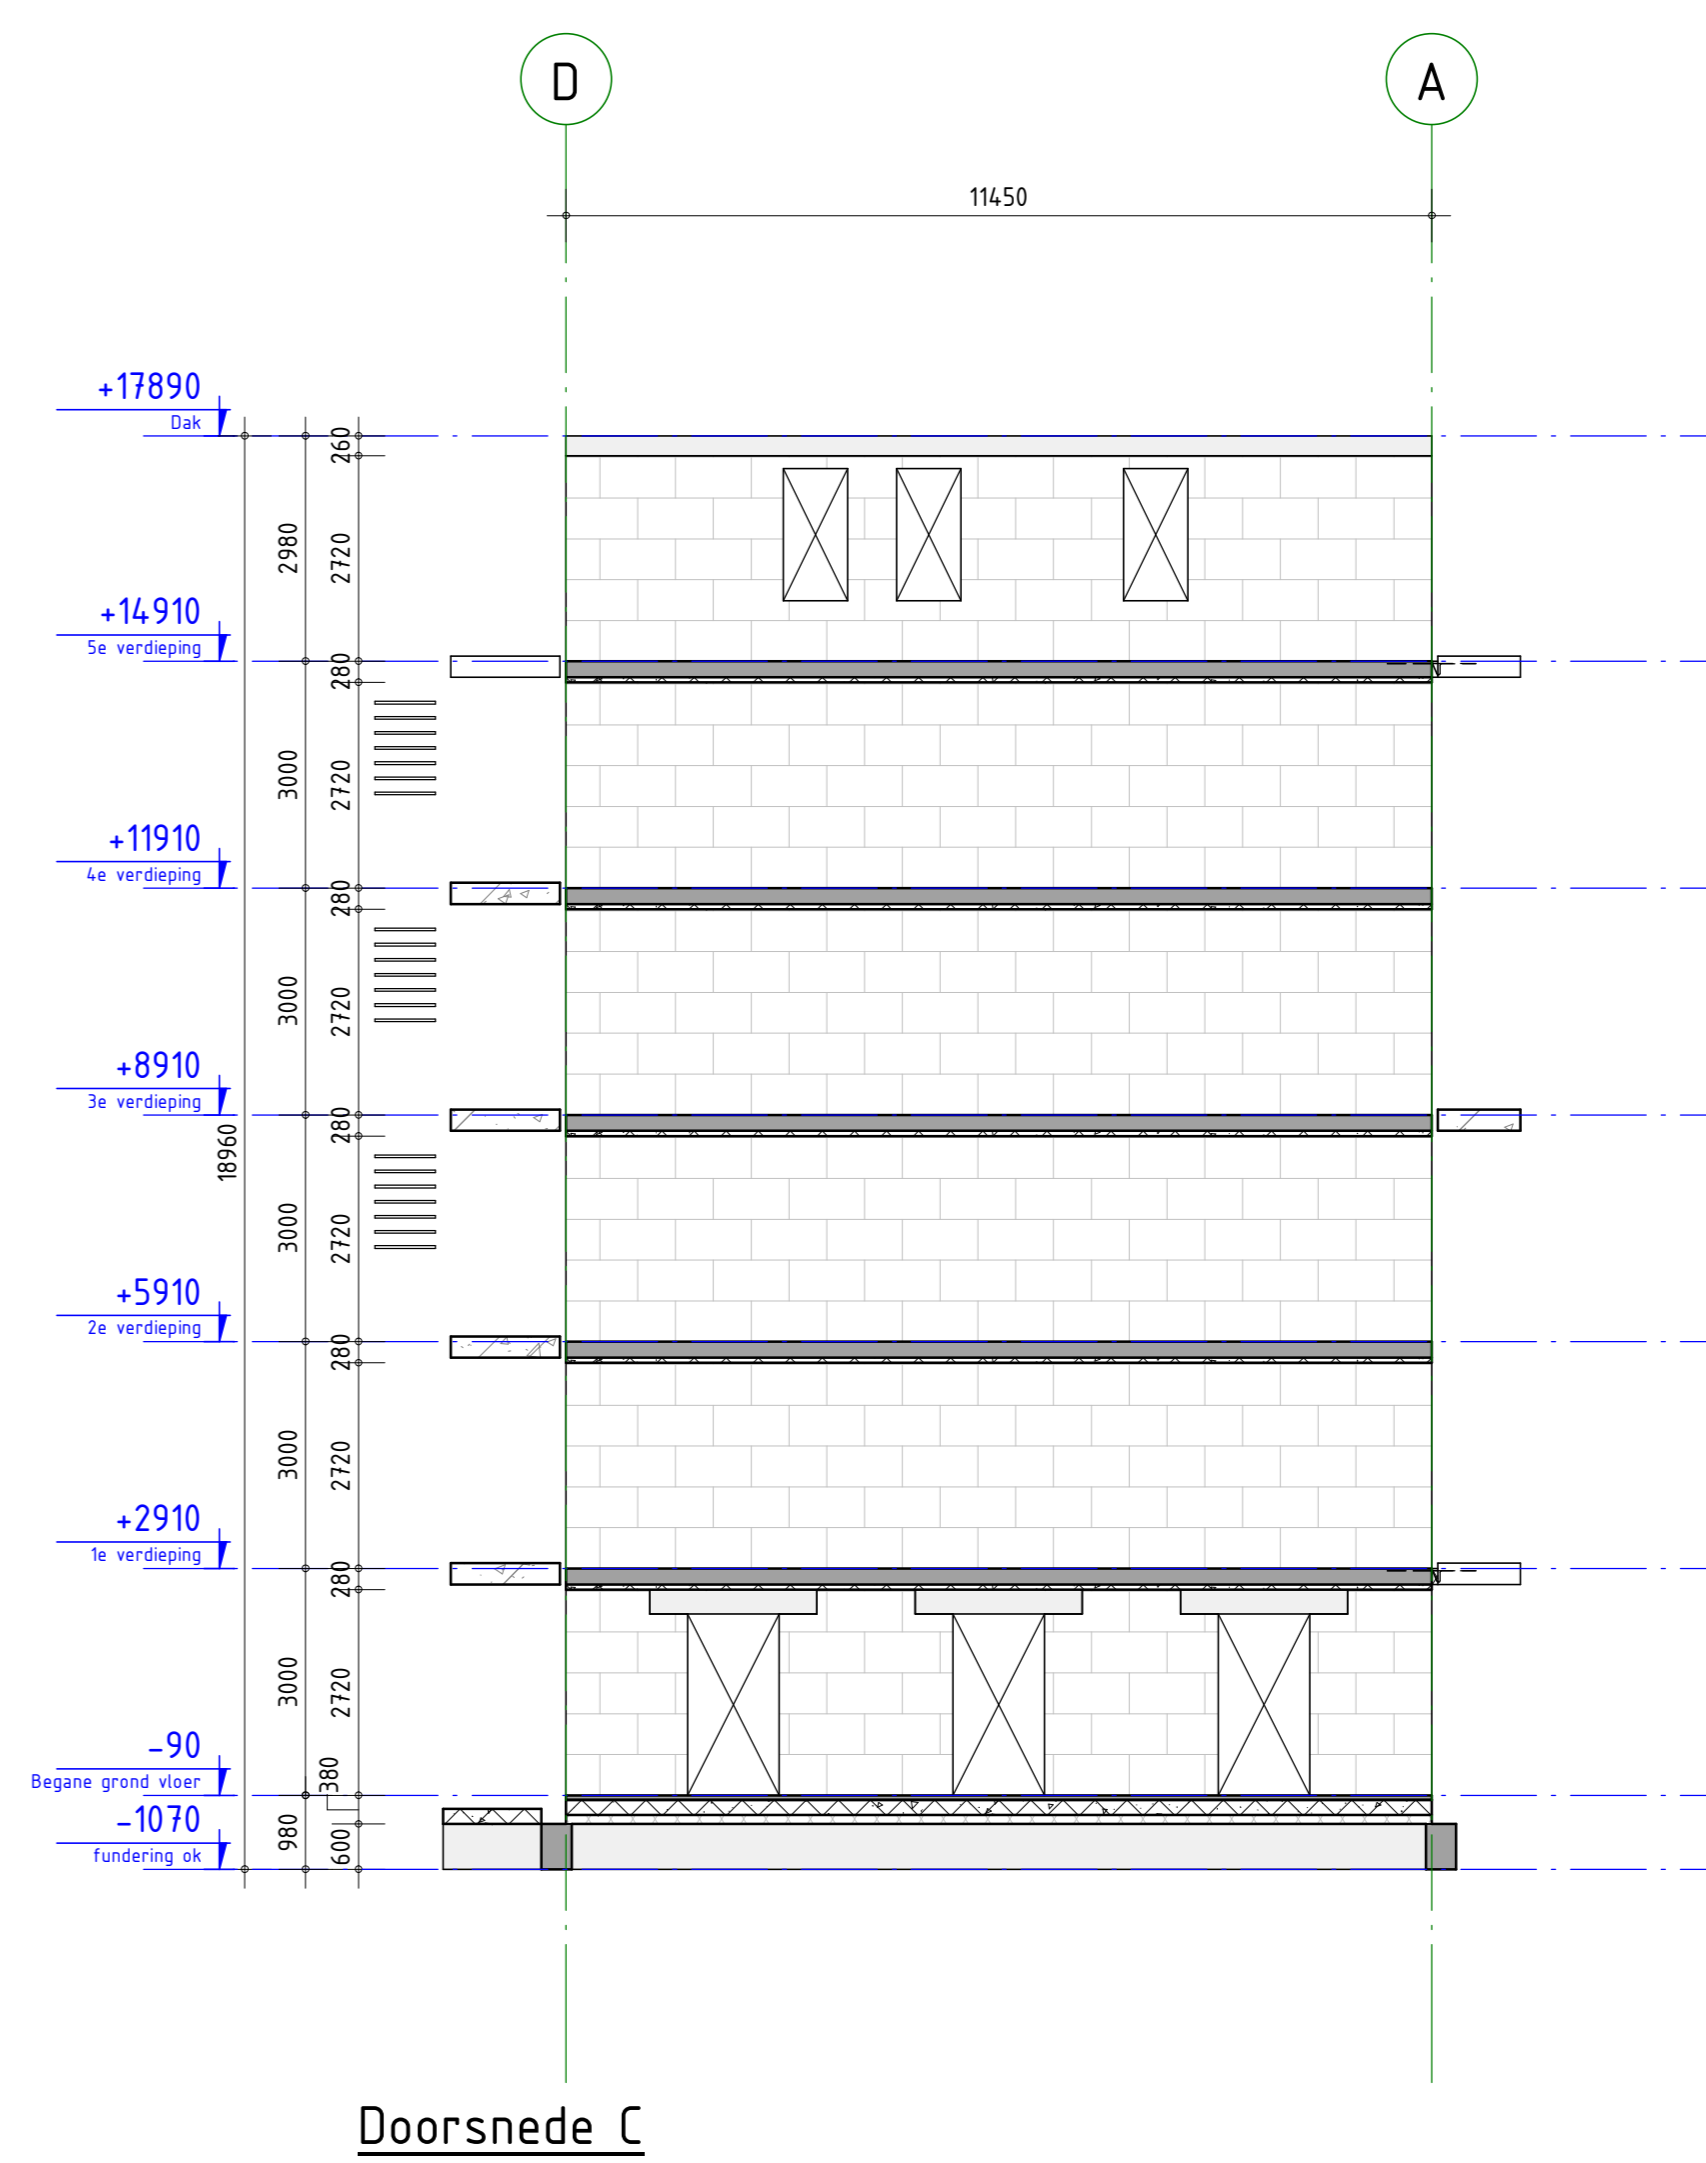 D
A
11450
+17890
Dak
260
2980
2720
+14910
5e verdieping
280
3000
2720
+11910
4e verdieping
280
3000
2720
+8910
3e verdieping
280
18960
3000
2720
+5910
2e verdieping
280
3000
2720
+2910
1e verdieping
280
3000
2720
-90
Begane grond vloer
380
-1070
fundering ok
980
600
Doorsnede C